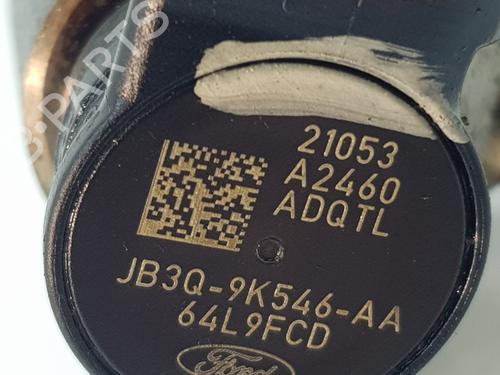 21053
A2460
ADQTL
JB3Q-9K546-AA
64L9FCD
Ford
B-PARTS